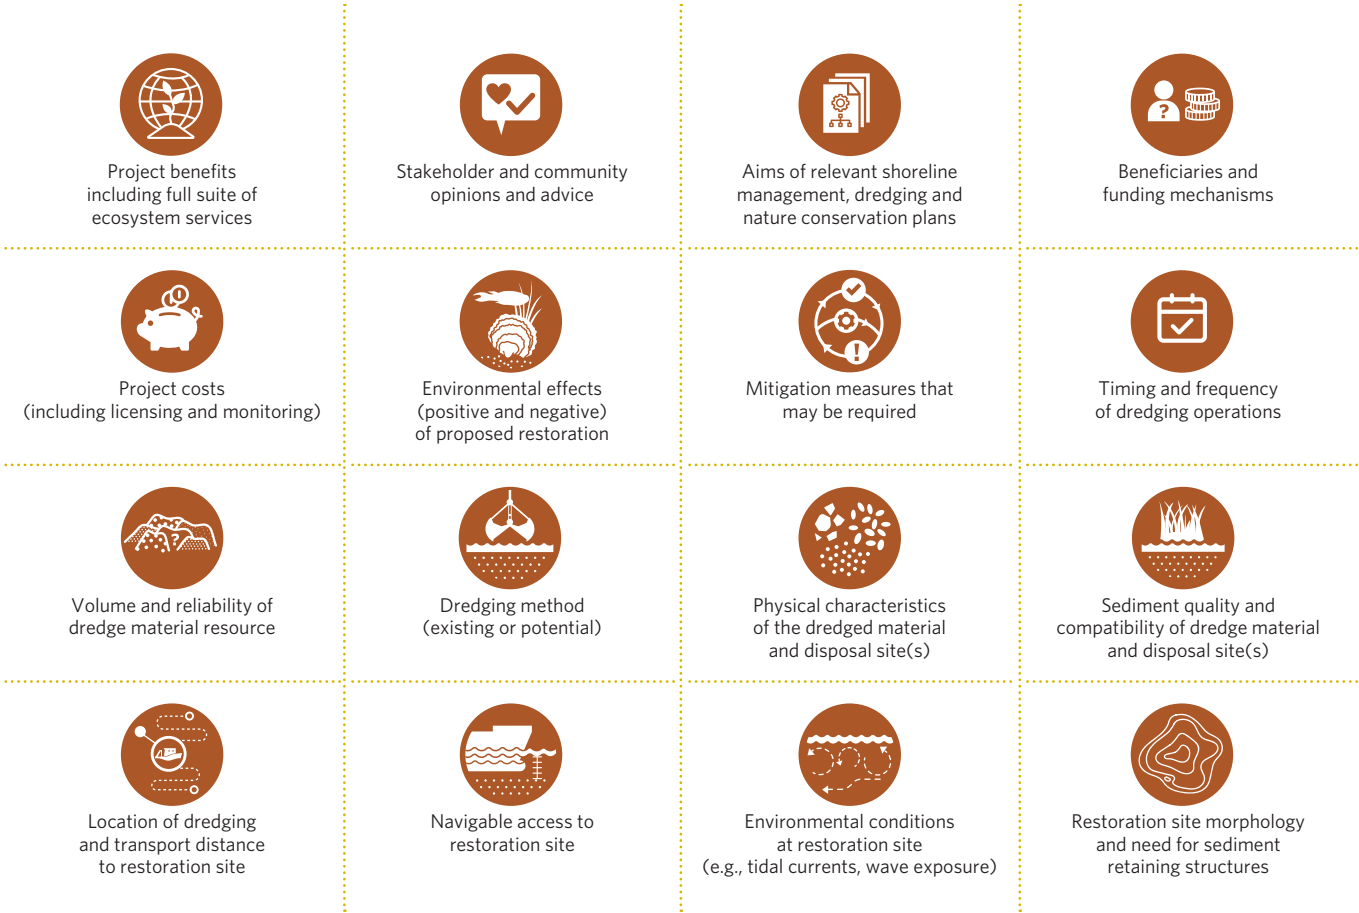 Project benefits
including full suite of
ecosystem services
Stakeholder and community
opinions and advice
Aims of relevant shoreline
management, dredging and
nature conservation plans
Beneficiaries and
funding mechanisms
Project costs
(including licensing and monitoring)
Environmental effects
(positive and negative)
of proposed restoration
Mitigation measures that
may be required
Timing and frequency
of dredging operations
Volume and reliability of
dredge material resource
Dredging method
(existing or potential)
Physical characteristics
of the dredged material
and disposal site(s)
Sediment quality and
compatibility of dredge material
and disposal site(s)
Location of dredging
and transport distance
to restoration site
Navigable access to
restoration site
Environmental conditions
at restoration site
(e.g., tidal currents, wave exposure)
Restoration site morphology
and need for sediment
retaining structures